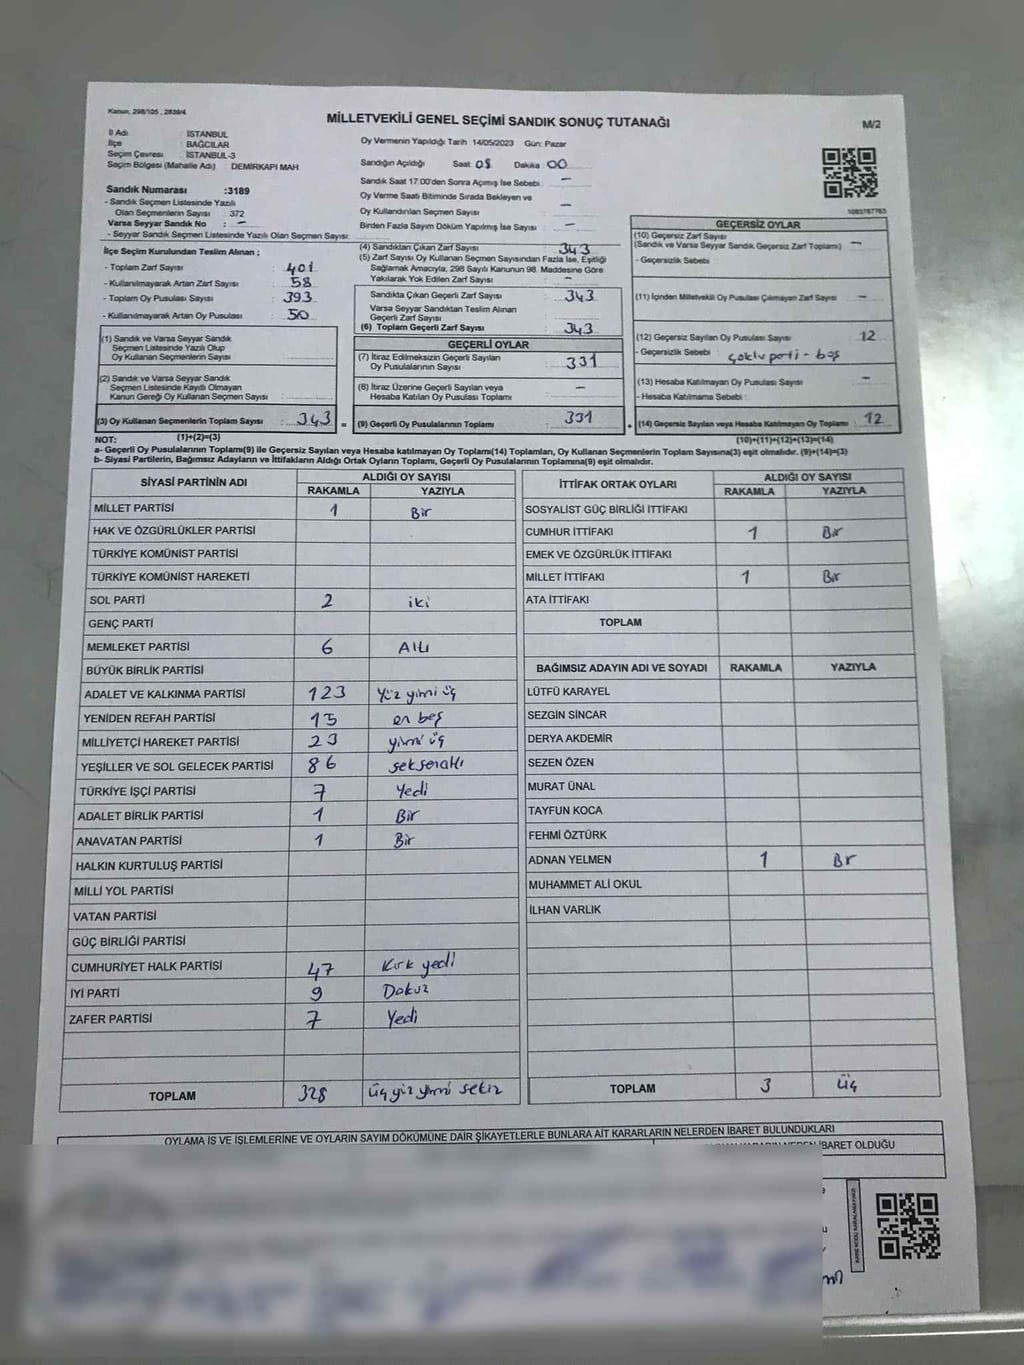 Kanun: 298/105 , 2839/4
MİLLETVEKİLİ GENEL SEÇİMİ SANDIK SONUÇ TUTANAĞI
M/2
İl Adı : İSTANBUL
İlçe : BAĞCILAR
Seçim Çevresi : İSTANBUL-3
Seçim Bölgesi (Mahalle Adı) : DEMİRKAPI MAH
Sandık Numarası :3189
- Sandık Seçmen Listesinde Yazılı
Olan Seçmenlerin Sayısı : 372
Varsa Seyyar Sandık No : –
- Seyyar Sandık Seçmen Listesinde Yazılı Olan Seçmen Sayısı:
İlçe Seçim Kurulundan Teslim Alınan ;
- Toplam Zarf Sayısı : 401
- Kullanılmayarak Artan Zarf Sayısı : 58
- Toplam Oy Pusulası Sayısı : 393
- Kullanılmayarak Artan Oy Pusulası : 50
(1) Sandık ve Varsa Seyyar Sandık
Seçmen Listesinde Yazılı Olup
Oy Kullanan Seçmenlerin Sayısı :
(2) Sandık ve Varsa Seyyar Sandık
Seçmen Listesinde Kayıtlı Olmayan
Kanun Gereği Oy Kullanan Seçmen Sayısı :
(3) Oy Kullanan Seçmenlerin Toplam Sayısı : 343 =
(1)+(2)=(3)
Oy Vermenin Yapıldığı Tarih 14/05/2023 Gün: Pazar
Sandığın Açıldığı Saat: 08 Dakika: 00
Sandık Saat 17:00'den Sonra Açılmış İse Sebebi : –
Oy Verme Saati Bitiminde Sırada Bekleyen ve
Oy Kullandırılan Seçmen Sayısı : –
Birden Fazla Sayım Döküm Yapılmış İse Sayısı : –
(4) Sandıktan Çıkan Zarf Sayısı : 343
(5) Zarf Sayısı Oy Kullanan Seçmen Sayısından Fazla İse, Eşitliği
Sağlamak Amacıyla, 298 Sayılı Kanunun 98. Maddesine Göre
Yakılarak Yok Edilen Zarf Sayısı : –
Sandıkta Çıkan Geçerli Zarf Sayısı : 343
Varsa Seyyar Sandıktan Teslim Alınan
Geçerli Zarf Sayısı :
(6) Toplam Geçerli Zarf Sayısı : 343
GEÇERLİ OYLAR
(7) İtiraz Edilmeksizin Geçerli Sayılan
Oy Pusulalarının Sayısı : 331
(8) İtiraz Üzerine Geçerli Sayılan veya
Hesaba Katılan Oy Pusulası Toplamı : –
(9) Geçerli Oy Pusulalarının Toplamı : 331 +
1083787763
GEÇERSİZ OYLAR
(10) Geçersiz Zarf Sayısı
(Sandık ve Varsa Seyyar Sandık Geçersiz Zarf Toplamı) : –
- Geçersizlik Sebebi :
(11) İçinden Milletvekili Oy Pusulası Çıkmayan Zarf Sayısı : –
(12) Geçersiz Sayılan Oy Pusulası Sayısı : 12
- Geçersizlik Sebebi : çoklu parti - boş
(13) Hesaba Katılmayan Oy Pusulası Sayısı : –
- Hesaba Katılmama Sebebi :
(14) Geçersiz Sayılan veya Hesaba Katılmayan Oy Toplamı : 12
(10)+(11)+(12)+(13)=(14)
NOT:
a- Geçerli Oy Pusulalarının Toplamı(9) ile Geçersiz Sayılan veya Hesaba katılmayan Oy Toplamı(14) Toplamları, Oy Kullanan Seçmenlerin Toplam Sayısına(3) eşit olmalıdır. (9)+(14)=(3)
b- Siyasi Partilerin, Bağımsız Adayların ve İttifakların Aldığı Ortak Oyların Toplamı, Geçerli Oy Pusulalarının Toplamına(9) eşit olmalıdır.
SİYASİ PARTİNİN ADI ALDIĞI OY SAYISI
RAKAMLA YAZIYLA
MİLLET PARTİSİ 1 Bir
HAK VE ÖZGÜRLÜKLER PARTİSİ
TÜRKİYE KOMÜNİST PARTİSİ
TÜRKİYE KOMÜNİST HAREKETİ
SOL PARTİ 2 iki
GENÇ PARTİ
MEMLEKET PARTİSİ 6 Altı
BÜYÜK BİRLİK PARTİSİ
ADALET VE KALKINMA PARTİSİ 123 Yüz yirmi üç
YENİDEN REFAH PARTİSİ 15 on beş
MİLLİYETÇİ HAREKET PARTİSİ 23 yirmi üç
YEŞİLLER VE SOL GELECEK PARTİSİ 86 seksenaltı
TÜRKİYE İŞÇİ PARTİSİ 7 Yedi
ADALET BİRLİK PARTİSİ 1 Bir
ANAVATAN PARTİSİ 1 Bir
HALKIN KURTULUŞ PARTİSİ
MİLLİ YOL PARTİSİ
VATAN PARTİSİ
GÜÇ BİRLİĞİ PARTİSİ
CUMHURİYET HALK PARTİSİ 47 Kırk yedi
İYİ PARTİ 9 Dokuz
ZAFER PARTİSİ 7 Yedi
TOPLAM 328 üç yüz yirmi sekiz
İTTİFAK ORTAK OYLARI ALDIĞI OY SAYISI
RAKAMLA YAZIYLA
SOSYALİST GÜÇ BİRLİĞİ İTTİFAKI
CUMHUR İTTİFAKI 1 Bir
EMEK VE ÖZGÜRLÜK İTTİFAKI
MİLLET İTTİFAKI 1 Bir
ATA İTTİFAKI
TOPLAM
BAĞIMSIZ ADAYIN ADI VE SOYADI RAKAMLA YAZIYLA
LÜTFÜ KARAYEL
SEZGİN SİNCAR
DERYA AKDEMİR
SEZEN ÖZEN
MURAT ÜNAL
TAYFUN KOCA
FEHMİ ÖZTÜRK
ADNAN YELMEN 1 Bir
MUHAMMET ALİ OKUL
İLHAN VARLIK
TOPLAM 3 üç
OYLAMA İŞ VE İŞLEMLERİNE VE OYLARIN SAYIM DÖKÜMÜNE DAİR ŞİKAYETLERLE BUNLARA AİT KARARLARIN NELERDEN İBARET BULUNDUKLARI
İBARET OLDUĞU